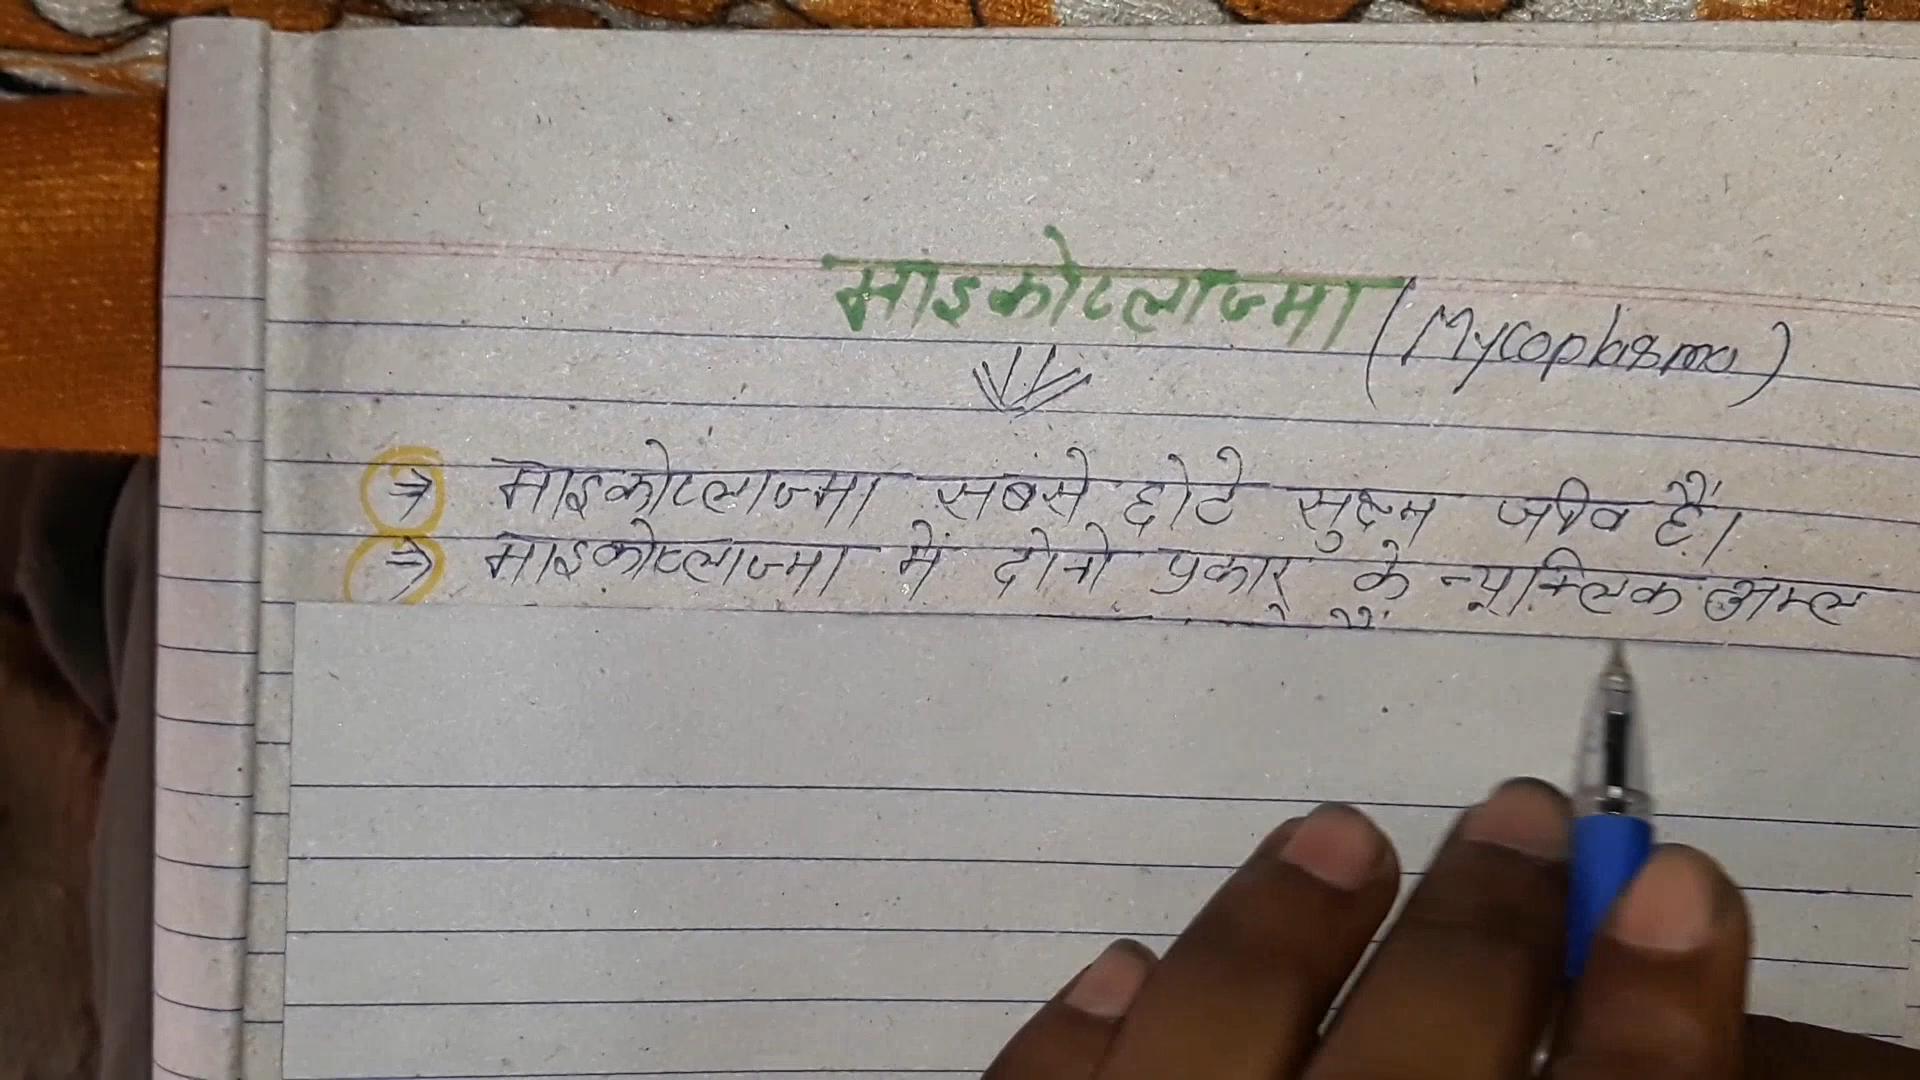 माइकोप्लाज्मा (Mycoplasma)
→ माइकोप्लाज्मा सबसे छोटे सुक्ष्म जीव हैं।
→ माइकोप्लाज्मा में दोनो प्रकार के न्यूक्लिक अम्ल